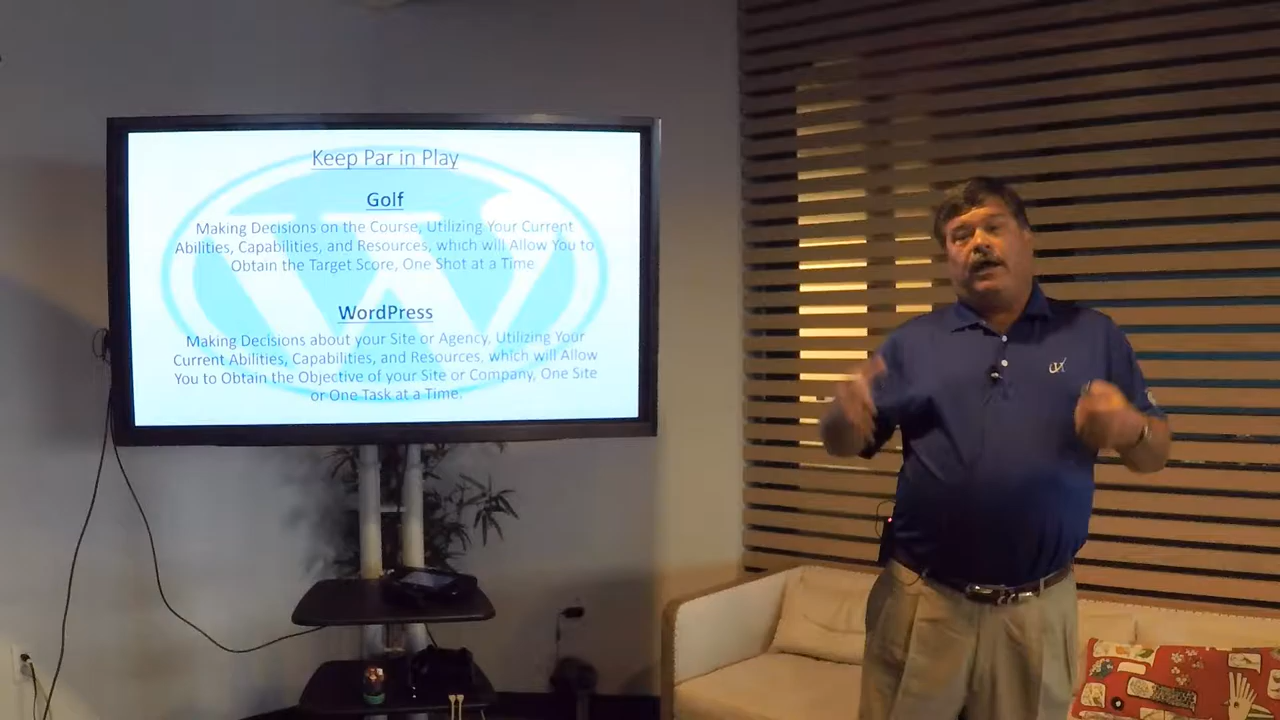 Keep Par in Play
Golf
Making Decisions on the Course, Utilizing Your Current
Abilities, Capabilities, and Resources, which will Allow You to
Obtain the Target Score, One Shot at a Time
WordPress
Making Decisions about your Site or Agency, Utilizing Your
Current Abilities, Capabilities, and Resources, which will Allow
You to Obtain the Objective of your Site or Company, One Site
or One Task at a Time.